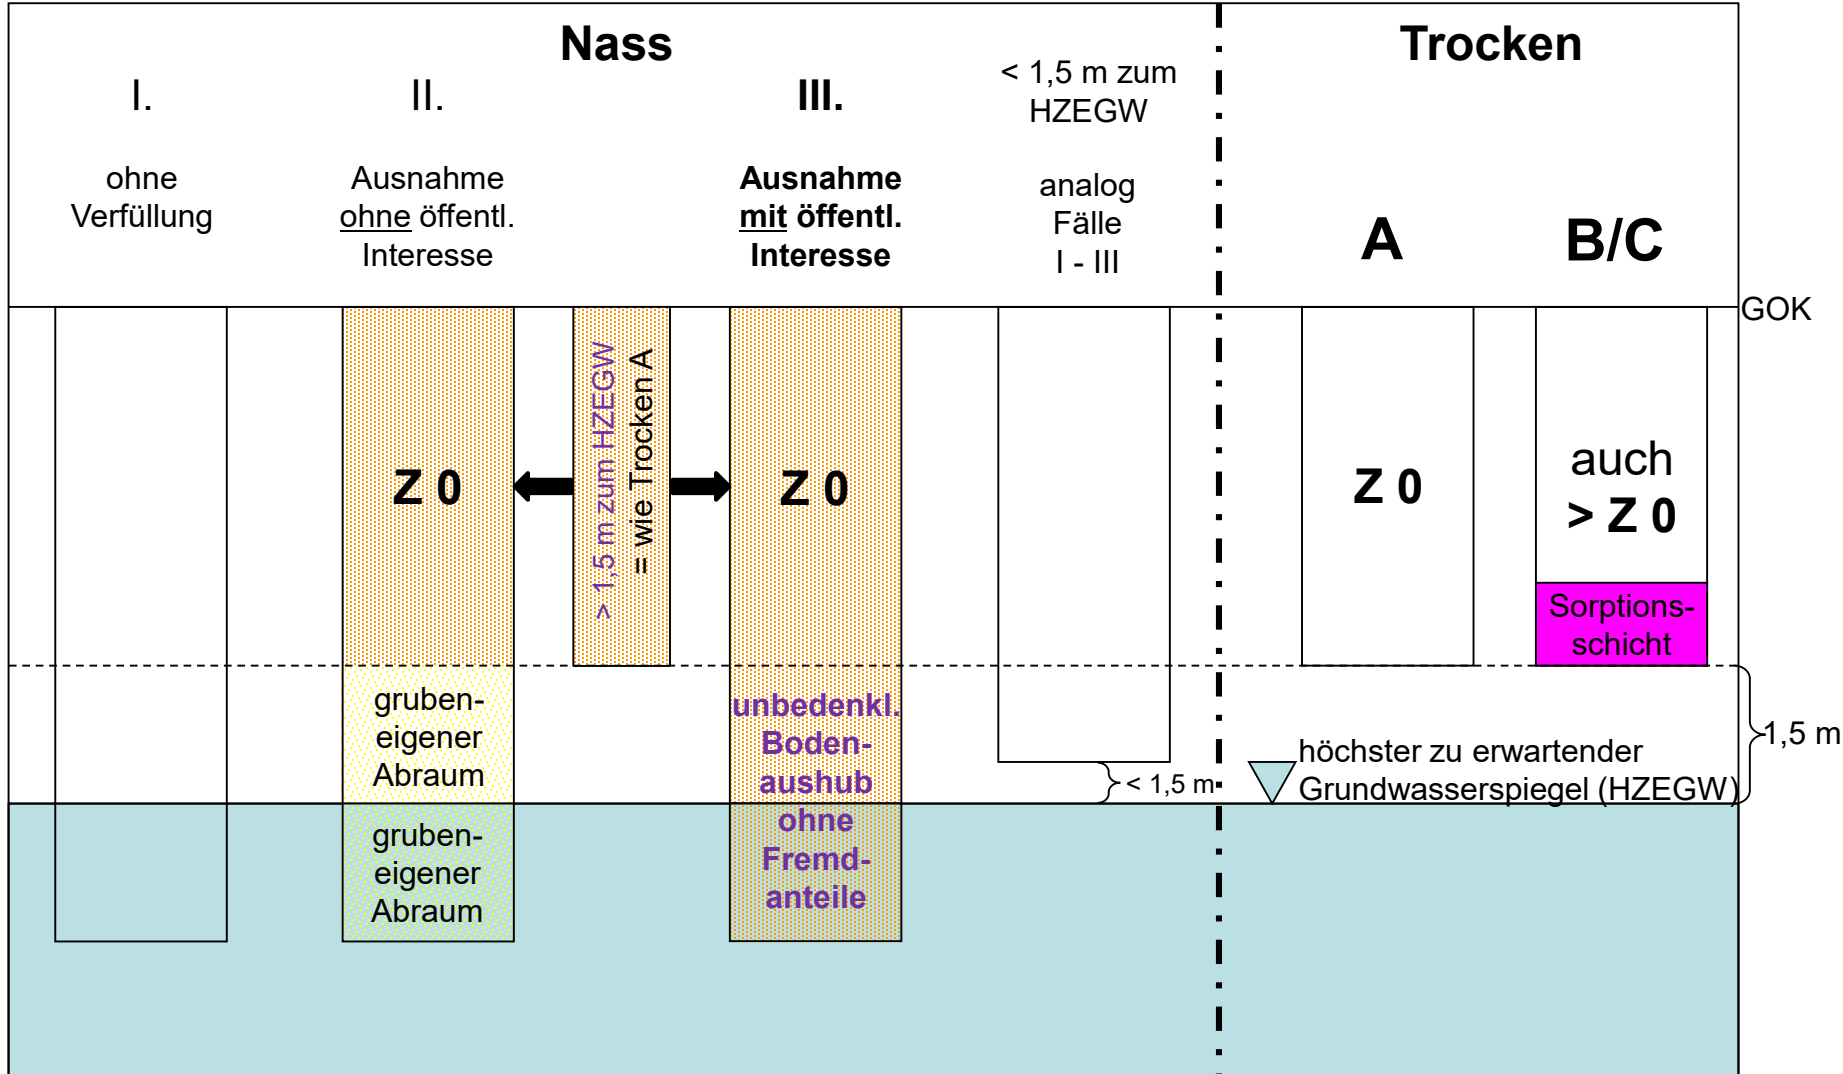 Nass
Trocken
I.
ohne
Verfüllung
II.
Ausnahme
ohne öffentl.
Interesse
III.
Ausnahme
mit öffentl.
Interesse
< 1,5 m zum
HZEGW
analog
Fälle
I - III
A
B/C
GOK
Z 0
> 1,5 m zum HZEGW
= wie Trocken A
Z 0
Z 0
auch
> Z 0
Sorptions-
schicht
gruben-
eigener
Abraum
gruben-
eigener
Abraum
unbedenkl.
Boden-
aushub
ohne
Fremd-
anteile
< 1,5 m
höchster zu erwartender
Grundwasserspiegel (HZEGW)
1,5 m